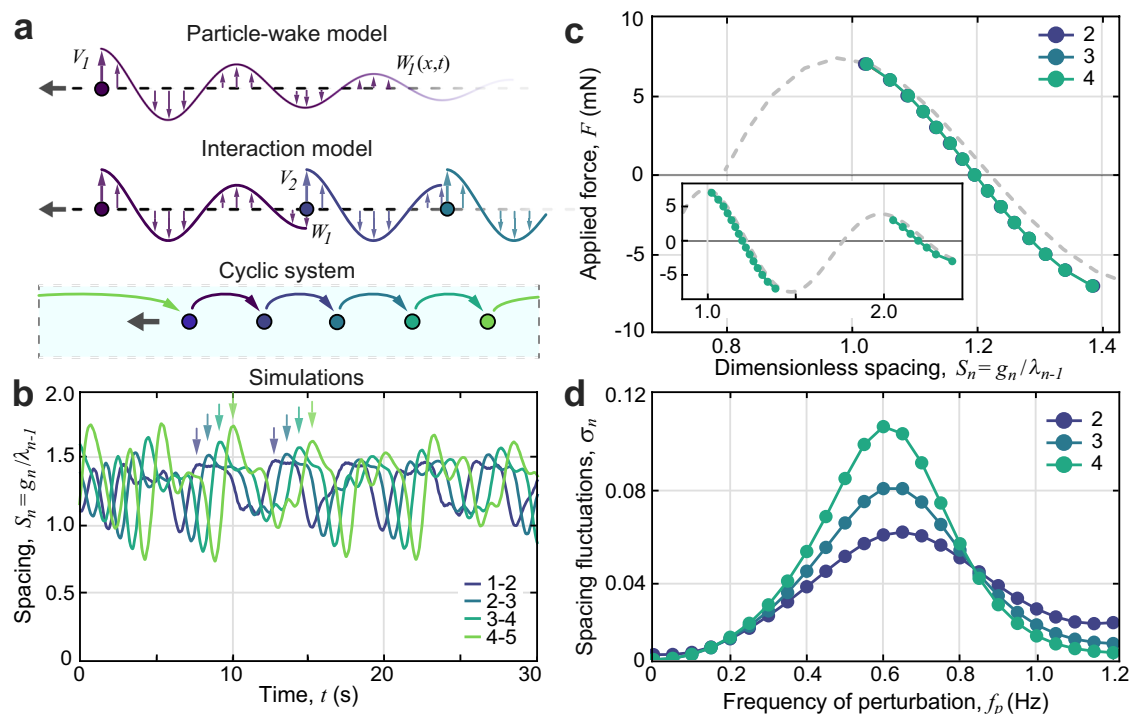 a
Particle-wake model
V1
W1(x,t)
Interaction model
V2
W1
Cyclic system
b
Simulations
Spacing, Sn = gn/λn-1
2.0
1.5
1.0
0.5
0
0 10 20 30
Time, t (s)
1-2
2-3
3-4
4-5
c
Applied force, F (mN)
10
5
0
-5
-10
0.8 1.0 1.2 1.4
Dimensionless spacing, Sn = gn/λn-1
2
3
4
5
0
-5
1.0 2.0
d
Spacing fluctuations, σn
0.12
0.08
0.04
0
0 0.2 0.4 0.6 0.8 1.0 1.2
Frequency of perturbation, fp (Hz)
2
3
4